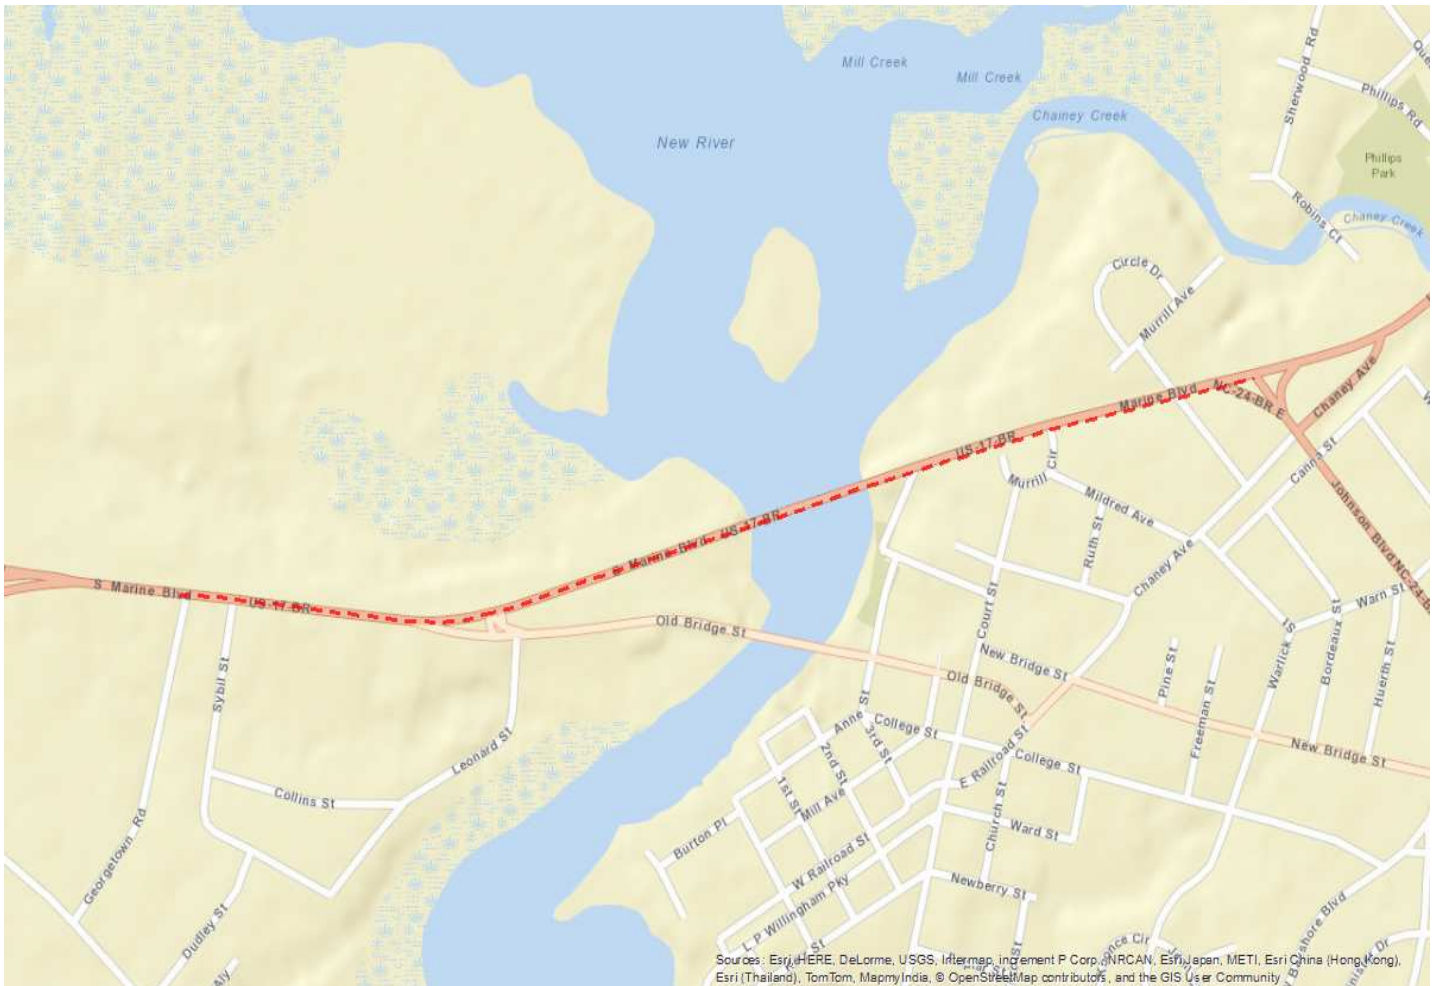 Mill Creek
Mill Creek
Sherwood Rd
Phillips Rd
Chainey Creek
New River
Phillips
Park
Robins Ct
Chaney Creek
Circle Dr
Murrill Ave
Marine Blvd
NC-24-BR E
Chaney Ave
US-17-BR
Canna St
Murrill Cir
Mildred Ave
Johnson Blvd
NC-24-B
Ruth St
S Marine Blvd
US-17-BR
Chaney Ave
S Marine Blvd
US-17-BR
Court St
Warn St
Old Bridge St
Sybil St
New Bridge St
Pine St
Warlick St
Bordeaux St
Huerth St
Old Bridge St
Freeman St
Anne St
College St
3rd St
New Bridge St
Leonard St
2nd St
E Railroad St
College St
Collins St
1st St
Mill Ave
Church St
Ward St
Georgetown Rd
Burton Pl
W Railroad St
Newberry St
L P Willingham Pky
Dudley St
Bayshore Blvd
Sources: Esri, HERE, DeLorme, USGS, Intermap, increment P Corp., NRCAN, Esri Japan, METI, Esri China (Hong Kong),
Esri (Thailand), TomTom, MapmyIndia, © OpenStreetMap contributors, and the GIS User Community